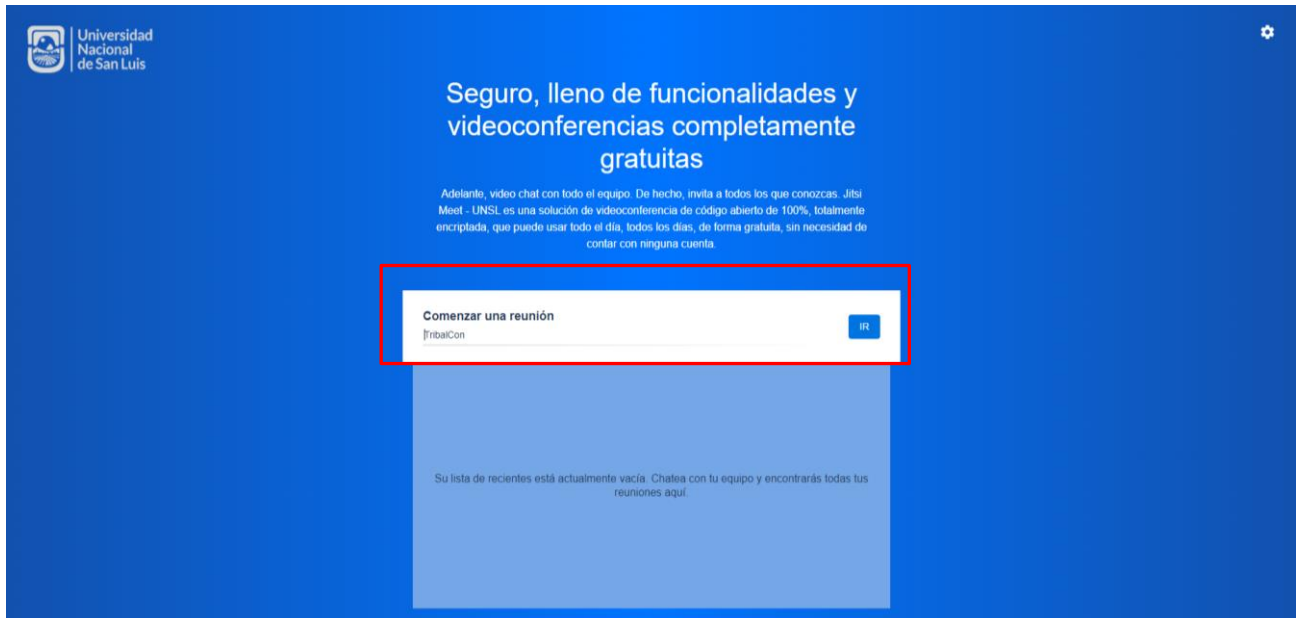 Universidad
Nacional
de San Luis
Seguro, lleno de funcionalidades y
videoconferencias completamente
gratuitas
Adelante, video chat con todo el equipo. De hecho, invita a todos los que conozcas. Jitsi
Meet - UNSL es una solución de videoconferencia de código abierto de 100%, totalmente
encriptada, que puede usar todo el día, todos los días, de forma gratuita, sin necesidad de
contar con ninguna cuenta.
Comenzar una reunión
TribalCon
IR
Su lista de recientes está actualmente vacía. Chatea con tu equipo y encontrarás todas tus
reuniones aquí.